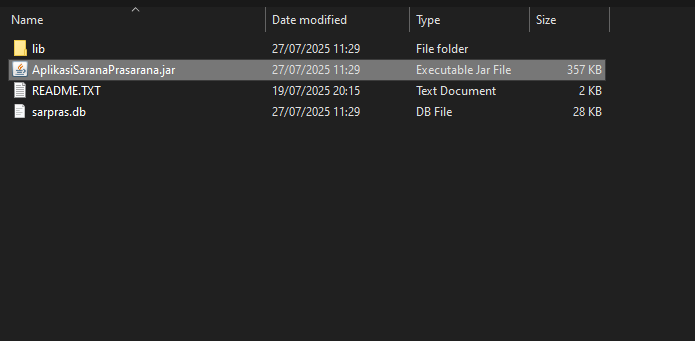 Name Date modified Type Size
lib 27/07/2025 11:29 File folder
AplikasiSaranaPrasarana.jar 27/07/2025 11:29 Executable Jar File 357 KB
README.TXT 19/07/2025 20:15 Text Document 2 KB
sarpras.db 27/07/2025 11:29 DB File 28 KB